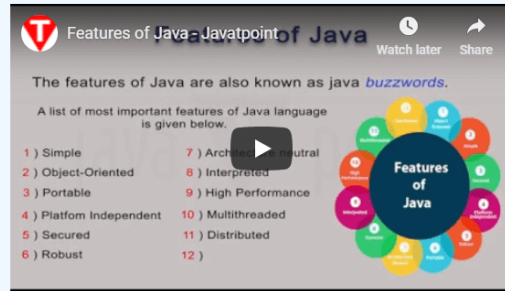 Features of Java - Javatpoint
Features of Java
Watch later
Share
The features of Java are also known as java buzzwords.
A list of most important features of Java language
is given below.
1 ) Simple
2 ) Object-Oriented
3 ) Portable
4 ) Platfom Independent
5 ) Secured
6 ) Robust
7 ) Architecture neutral
8 ) Interpreted
9 ) High Performance
10 ) Multithreaded
11 ) Distributed
12 )
Features
of
Java